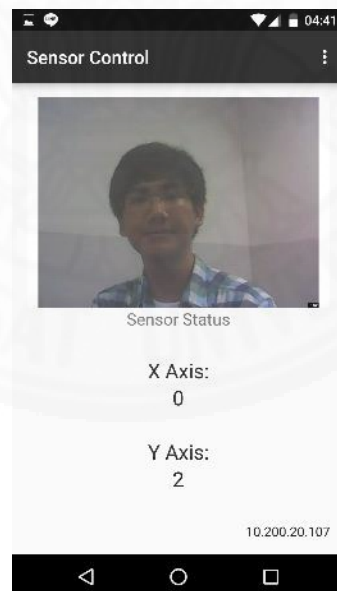 04:41
Sensor Control
Sensor Status
X Axis:
0
Y Axis:
2
10.200.20.107